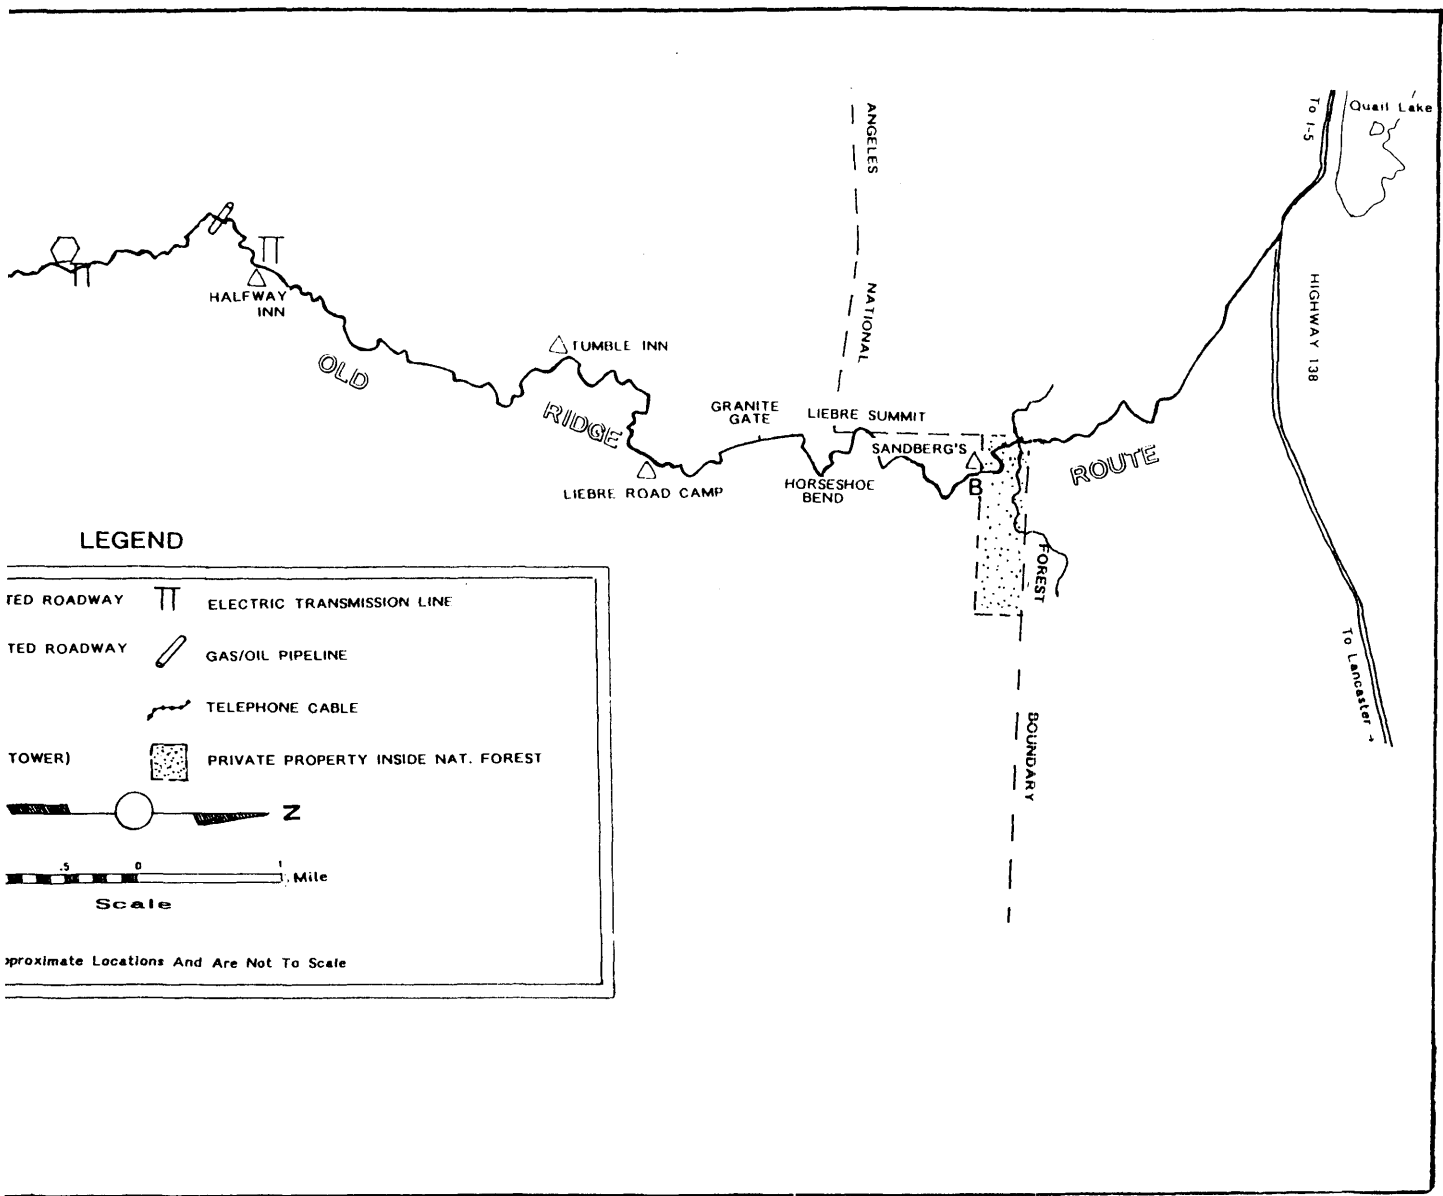 To I-5
Quail Lake
ANGELES
NATIONAL
HIGHWAY 138
HALFWAY
INN
OLD
TUMBLE INN
RIDGE
GRANITE
GATE
LIEBRE SUMMIT
SANDBERG'S
B
ROUTE
LIEBRE ROAD CAMP
HORSESHOE
BEND
FOREST
BOUNDARY
To Lancaster →
LEGEND
TED ROADWAY
ELECTRIC TRANSMISSION LINE
TED ROADWAY
GAS/OIL PIPELINE
TELEPHONE CABLE
TOWER)
PRIVATE PROPERTY INSIDE NAT. FOREST
N
.5 0 1
Mile
Scale
pproximate Locations And Are Not To Scale